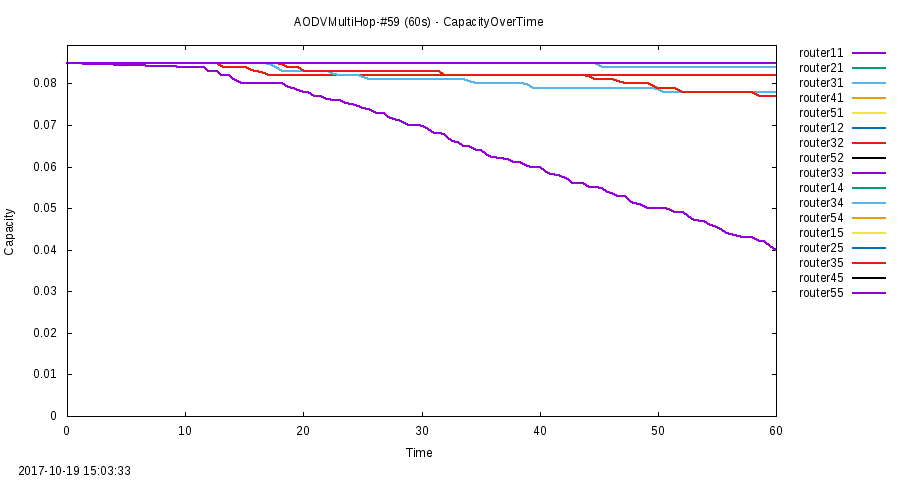 AODVMultiHop-#59 (60s) - CapacityOverTime
router11
router21
router31
router41
router51
router12
router32
router52
router33
router14
router34
router54
router15
router25
router35
router45
router55
Capacity
0.08
0.07
0.06
0.05
0.04
0.03
0.02
0.01
0
0 10 20 30 40 50 60
Time
2017-10-19 15:03:33